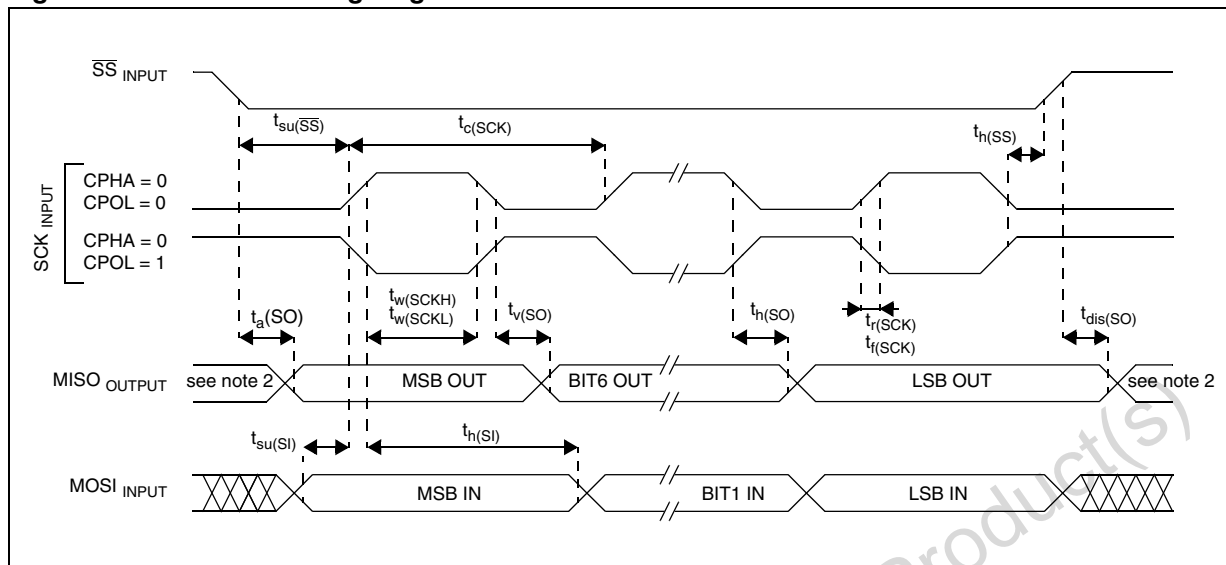 SS INPUT
tsu(SS)
tc(SCK)
th(SS)
SCK INPUT
CPHA = 0
CPOL = 0
CPHA = 0
CPOL = 1
ta(SO)
tw(SCKH)
tw(SCKL)
tv(SO)
th(SO)
tr(SCK)
tf(SCK)
tdis(SO)
MISO OUTPUT
see note 2
MSB OUT
BIT6 OUT
LSB OUT
see note 2
tsu(SI)
th(SI)
MOSI INPUT
MSB IN
BIT1 IN
LSB IN
Product(s)